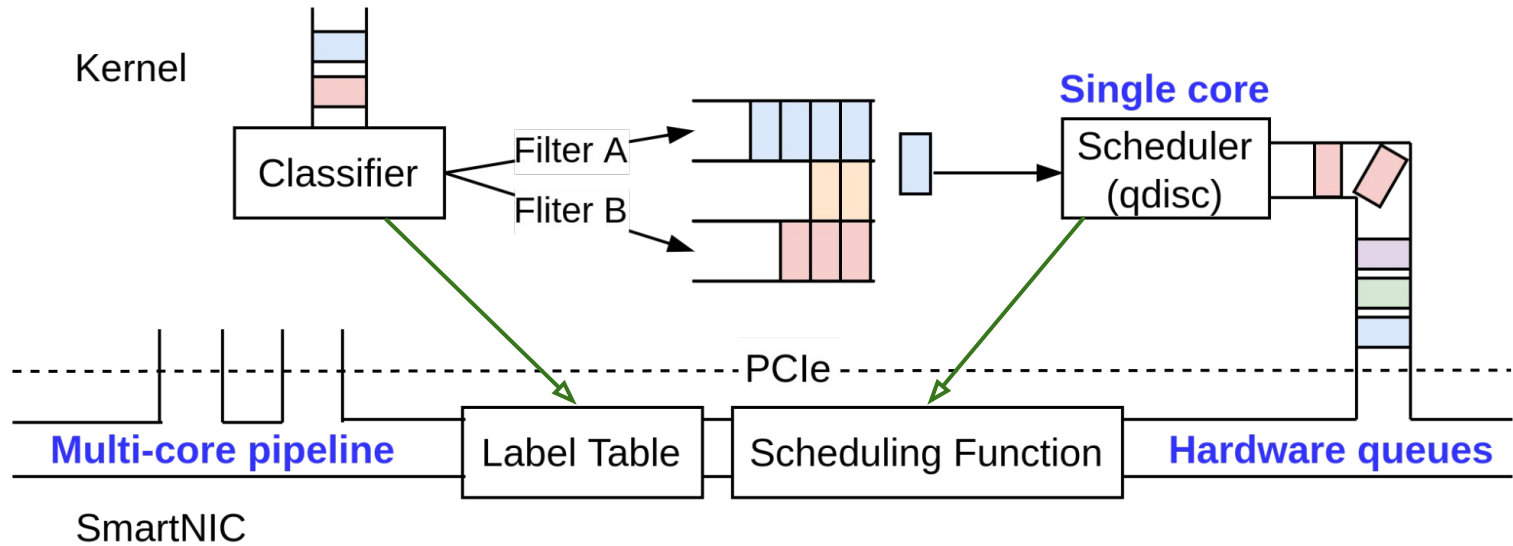 Kernel
Single core
Classifier
Filter A
Fliter B
Scheduler
(qdisc)
PCIe
Multi-core pipeline
Label Table
Scheduling Function
Hardware queues
SmartNIC